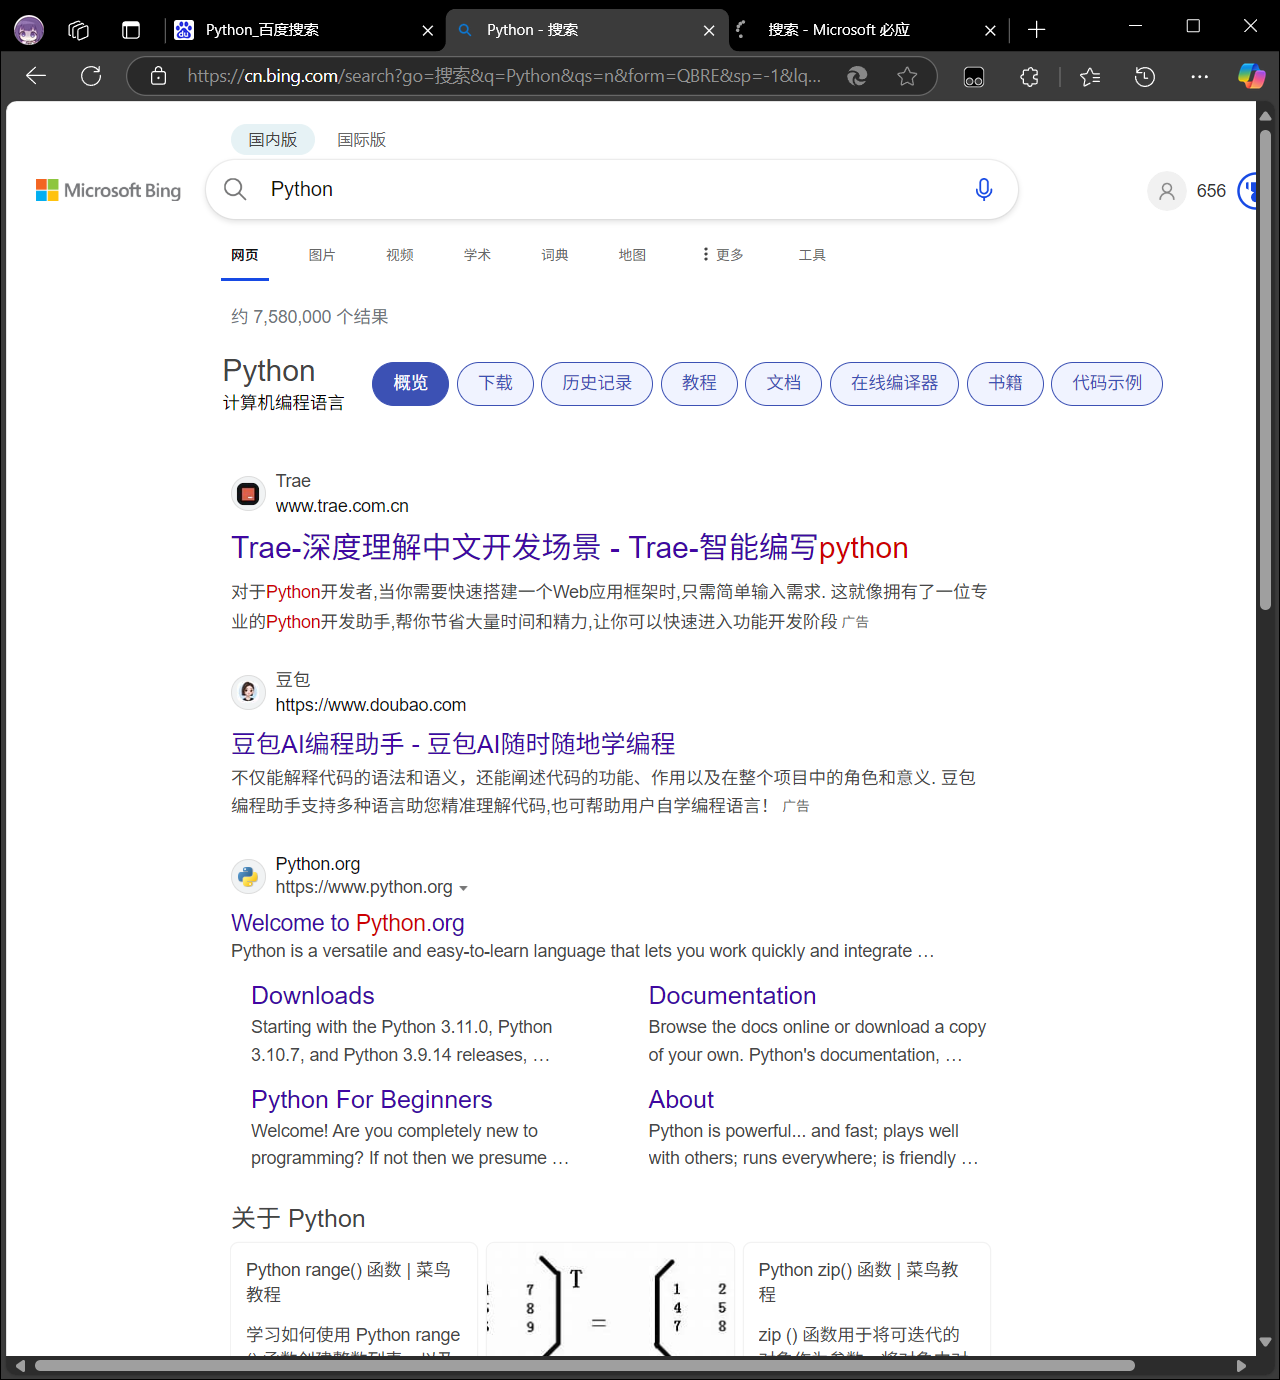 Python_百度搜索
Python - 搜索
搜索 - Microsoft 必应
https://cn.bing.com/search?go=搜索&q=Python&qs=n&form=QBRE&sp=-1&lq...
国内版
国际版
Microsoft Bing
Python
656
网页
图片
视频
学术
词典
地图
更多
工具
约 7,580,000 个结果
Python
计算机编程语言
概览
下载
历史记录
教程
文档
在线编译器
书籍
代码示例
Trae
www.trae.com.cn
Trae-深度理解中文开发场景 - Trae-智能编写python
对于Python开发者,当你需要快速搭建一个Web应用框架时,只需简单输入需求. 这就像拥有了一位专
业的Python开发助手,帮你节省大量时间和精力,让你可以快速进入功能开发阶段 广告
豆包
https://www.doubao.com
豆包AI编程助手 - 豆包AI随时随地学编程
不仅能解释代码的语法和语义，还能阐述代码的功能、作用以及在整个项目中的角色和意义. 豆包
编程助手支持多种语言助您精准理解代码,也可帮助用户自学编程语言！ 广告
Python.org
https://www.python.org
Welcome to Python.org
Python is a versatile and easy-to-learn language that lets you work quickly and integrate …
Downloads
Starting with the Python 3.11.0, Python
3.10.7, and Python 3.9.14 releases, …
Documentation
Browse the docs online or download a copy
of your own. Python's documentation, …
Python For Beginners
Welcome! Are you completely new to
programming? If not then we presume …
About
Python is powerful... and fast; plays well
with others; runs everywhere; is friendly …
关于 Python
Python range() 函数 | 菜鸟
教程
学习如何使用 Python range
7 T
8
9
=
1 2
4 5
7 8
Python zip() 函数 | 菜鸟教
程
zip () 函数用于将可迭代的